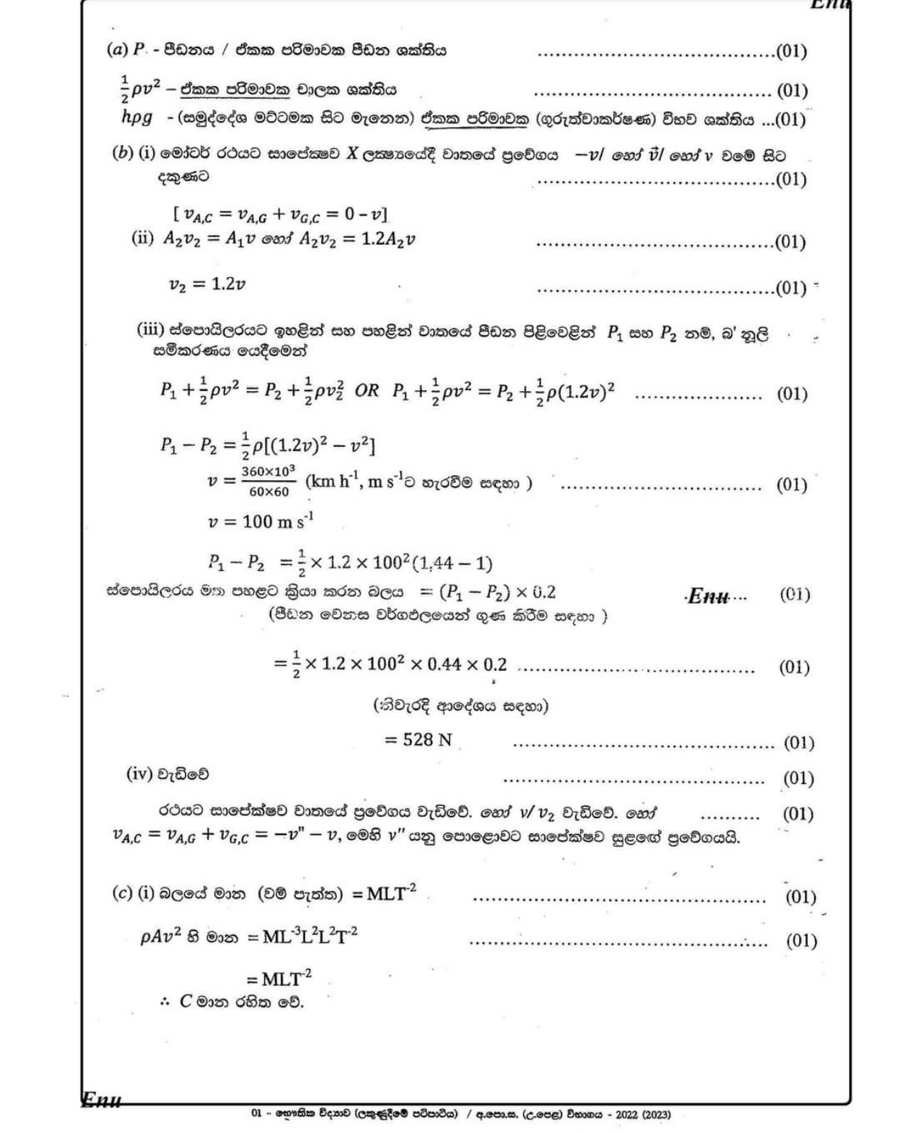 Enu
(a) P - පීඩනය / ඒකක පරිමාවක පීඩන ශක්තිය ..........................................(01)
½ρv² – ඒකක පරිමාවක චාලක ශක්තිය .......................................... (01)
hρg - (සමුද්දේශ මට්ටමක සිට මැනෙන) ඒකක පරිමාවක (ගුරුත්වාකර්ෂණ) විභව ශක්තිය ...(01)
(b) (i) මෝටර් රථයට සාපේක්ෂව X ලක්ෂ්‍යයේදී වාතයේ ප්‍රවේගය −v/ හෝ v⃗/ හෝ v වමේ සිට
දකුණට ..........................................(01)
[ v_A,C = v_A,G + v_G,C = 0 – v]
(ii) A₂v₂ = A₁v හෝ A₂v₂ = 1.2A₂v ..........................................(01)
v₂ = 1.2v ..........................................(01)
(iii) ස්පොයිලරයට ඉහළින් සහ පහළින් වාතයේ පීඩන පිළිවෙළින් P₁ සහ P₂ නම්, බ' නූලි
සමීකරණය යෙදීමෙන්
P₁ + ½ρv² = P₂ + ½ρv₂² OR P₁ + ½ρv² = P₂ + ½ρ(1.2v)² ...................... (01)
P₁ − P₂ = ½ρ[(1.2v)² − v²]
v = 360×10³/60×60 (km h⁻¹, m s⁻¹ට හැරවීම සඳහා ) .................................... (01)
v = 100 m s⁻¹
P₁ − P₂ = ½ × 1.2 × 100²(1.44 − 1)
ස්පොයිලරය මත පහළට ක්‍රියා කරන බලය = (P₁ − P₂) × 0.2 Enu... (01)
(පීඩන වෙනස වර්ගඵලයෙන් ගුණ කිරීම සඳහා )
= ½ × 1.2 × 100² × 0.44 × 0.2 .......................................... (01)
(නිවැරදි ආදේශය සඳහා)
= 528 N .............................................. (01)
(iv) වැඩිවේ .............................................. (01)
රථයට සාපේක්ෂව වාතයේ ප්‍රවේගය වැඩිවේ. හෝ v/ v₂ වැඩිවේ. හෝ .......... (01)
v_A,C = v_A,G + v_G,C = −v" − v, මෙහි v" යනු පොළොවට සාපේක්ෂව සුළඟේ ප්‍රවේගයයි.
(c) (i) බලයේ මාන (වම් පැත්ත) = MLT⁻² .................................................... (01)
ρAv² හි මාන = ML⁻³L²L²T⁻² .................................................... (01)
= MLT⁻²
∴ C මාන රහිත වේ.
Enu
01 - භෞතික විද්‍යාව (ලකුණුදීමේ පටිපාටිය) / අ.පො.ස. (උ.පෙළ) විභාගය - 2022 (2023)